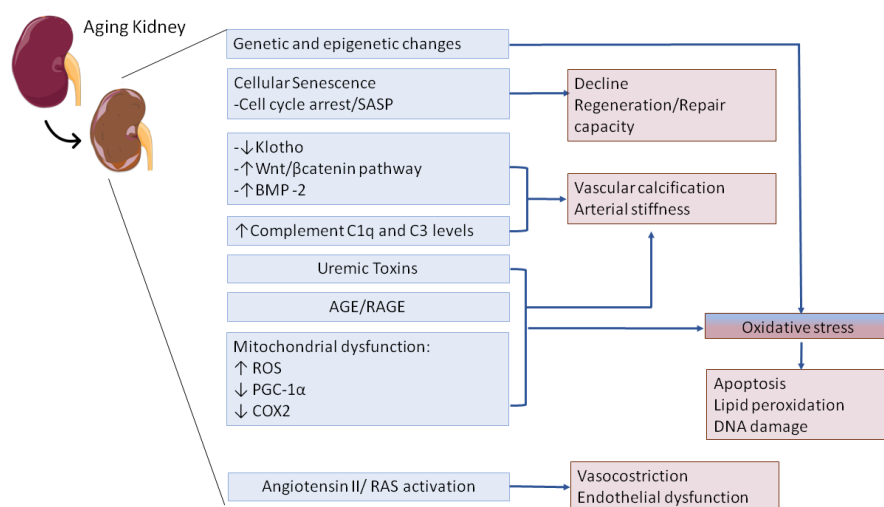 Aging Kidney
Genetic and epigenetic changes
Cellular Senescence
-Cell cycle arrest/SASP
Decline
Regeneration/Repair
capacity
-↓Klotho
-↑Wnt/βcatenin pathway
-↑BMP -2
Vascular calcification
Arterial stiffness
↑Complement C1q and C3 levels
Uremic Toxins
AGE/RAGE
Oxidative stress
Mitochondrial dysfunction:
↑ ROS
↓ PGC-1α
↓ COX2
Apoptosis
Lipid peroxidation
DNA damage
Angiotensin II/ RAS activation
Vasocostriction
Endothelial dysfunction